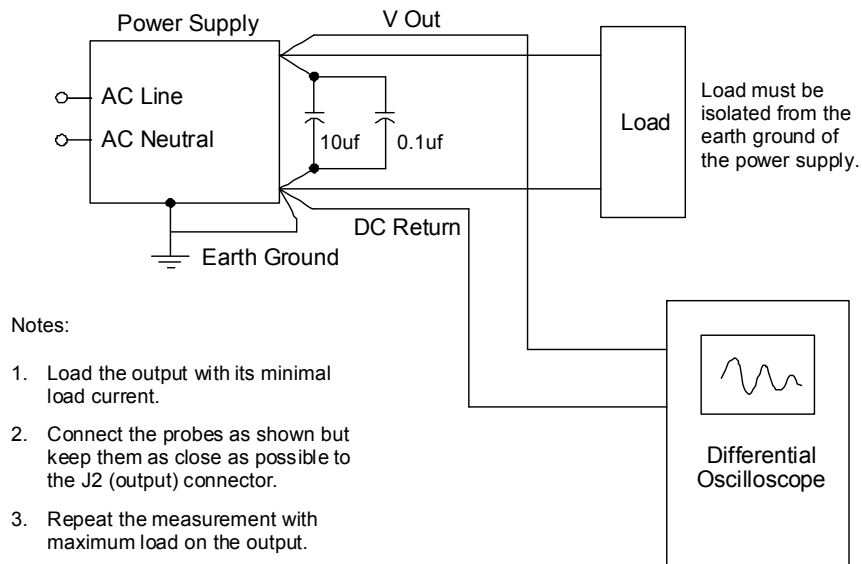 Power Supply
V Out
AC Line
AC Neutral
10uf
0.1uf
Load
Load must be
isolated from the
earth ground of
the power supply.
DC Return
Earth Ground
Notes:
1. Load the output with its minimal
load current.
2. Connect the probes as shown but
keep them as close as possible to
the J2 (output) connector.
3. Repeat the measurement with
maximum load on the output.
Differential
Oscilloscope